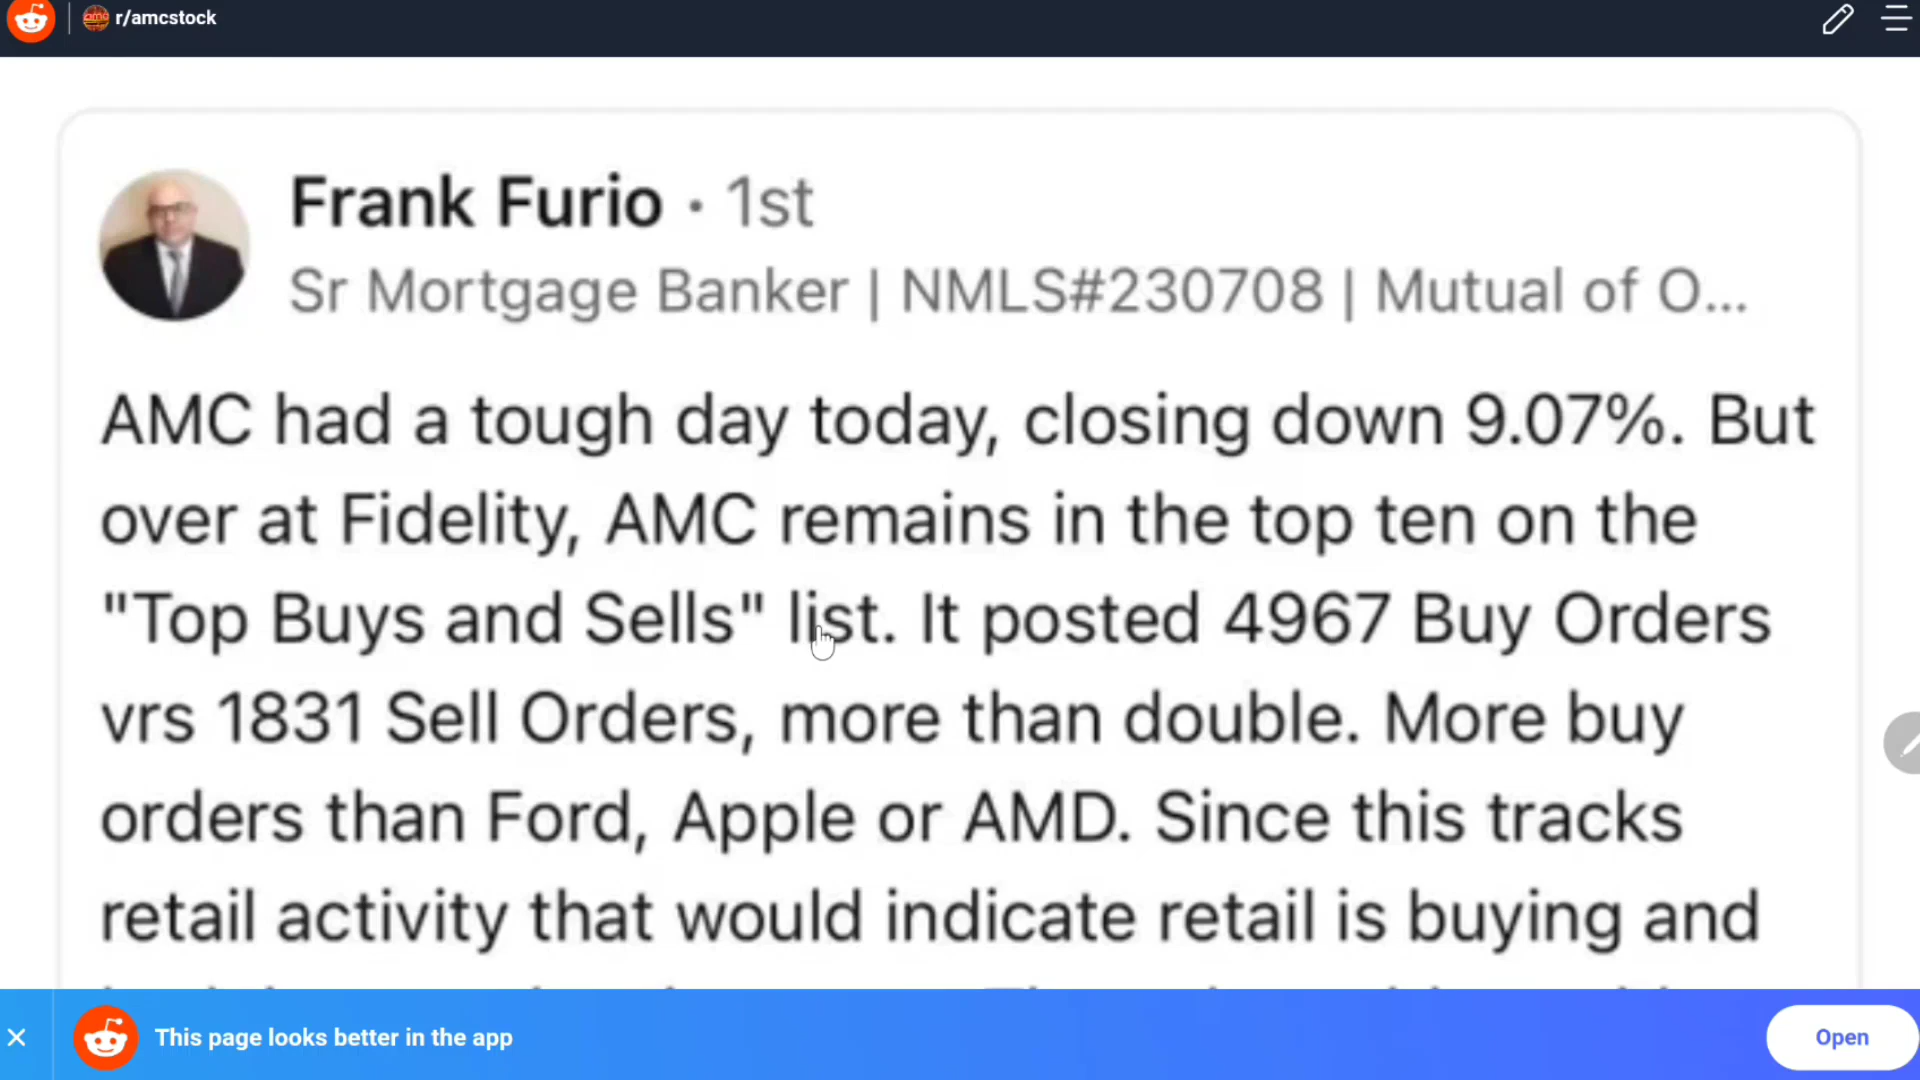 r/amcstock
Frank Furio · 1st
Sr Mortgage Banker | NMLS#230708 | Mutual of O...
AMC had a tough day today, closing down 9.07%. But
over at Fidelity, AMC remains in the top ten on the
"Top Buys and Sells" list. It posted 4967 Buy Orders
vrs 1831 Sell Orders, more than double. More buy
orders than Ford, Apple or AMD. Since this tracks
retail activity that would indicate retail is buying and
This page looks better in the app
Open